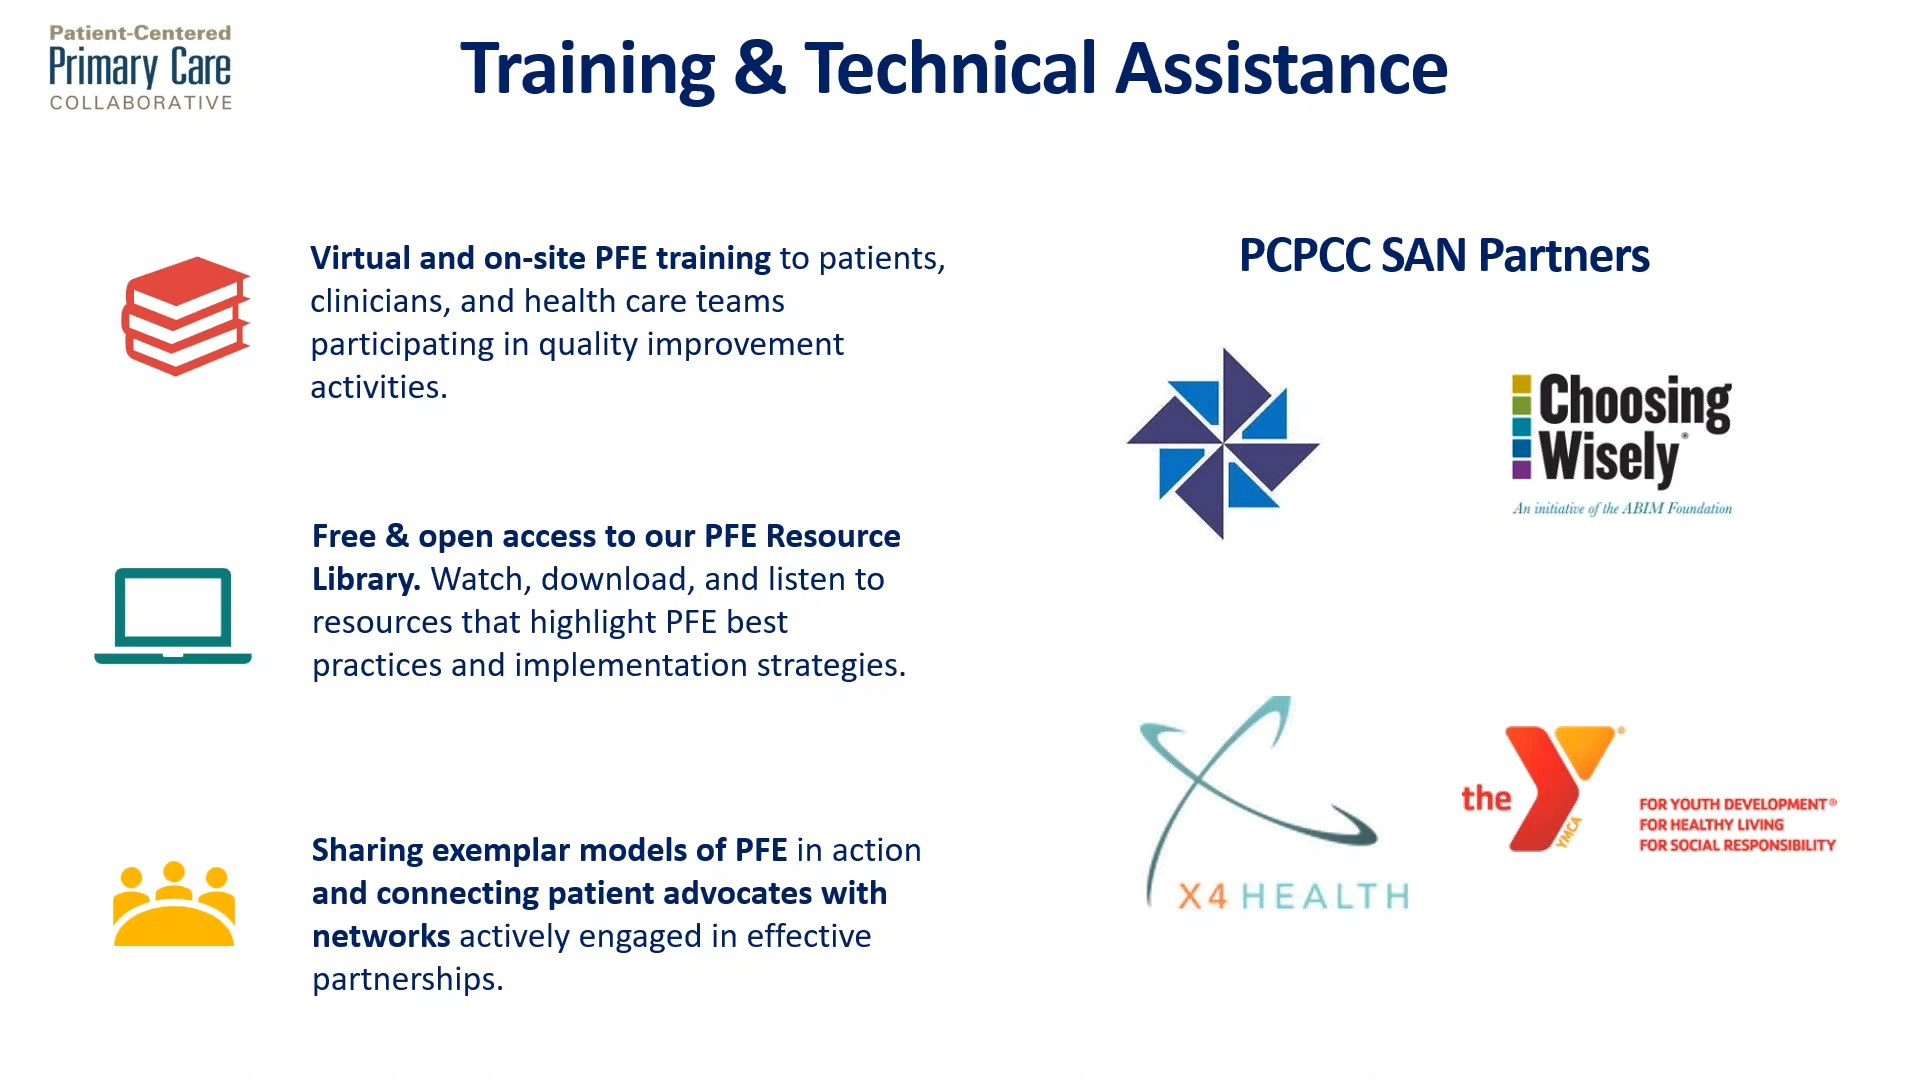 Patient-Centered
Primary Care
COLLABORATIVE
Training & Technical Assistance
Virtual and on-site PFE training to patients,
clinicians, and health care teams
participating in quality improvement
activities.
Free & open access to our PFE Resource
Library. Watch, download, and listen to
resources that highlight PFE best
practices and implementation strategies.
Sharing exemplar models of PFE in action
and connecting patient advocates with
networks actively engaged in effective
partnerships.
PCPCC SAN Partners
Choosing
Wisely®
An initiative of the ABIM Foundation
X4 HEALTH
the
YMCA
FOR YOUTH DEVELOPMENT®
FOR HEALTHY LIVING
FOR SOCIAL RESPONSIBILITY